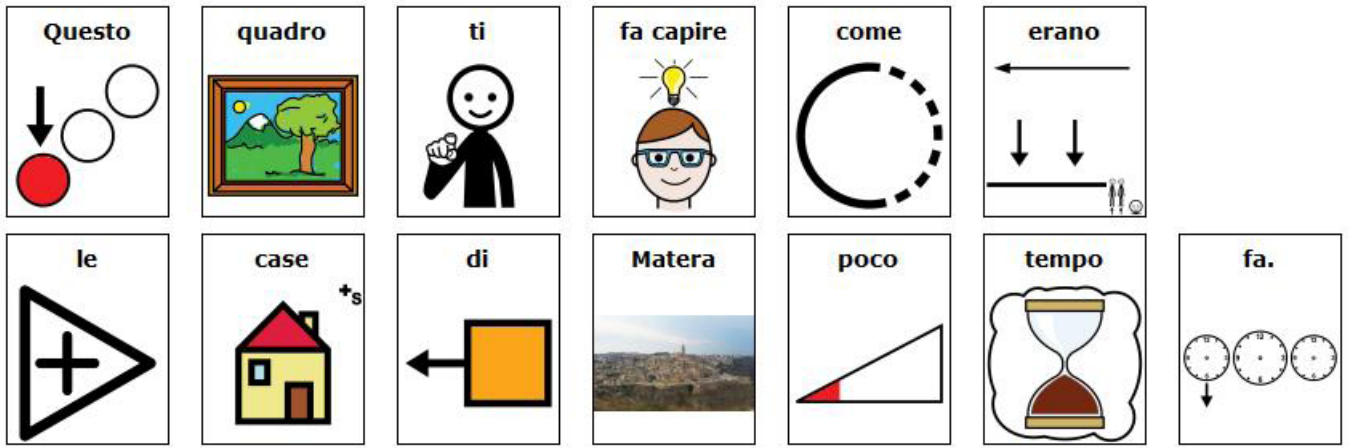 Questo quadro ti fa capire come erano
le case di Matera poco tempo fa.
+s